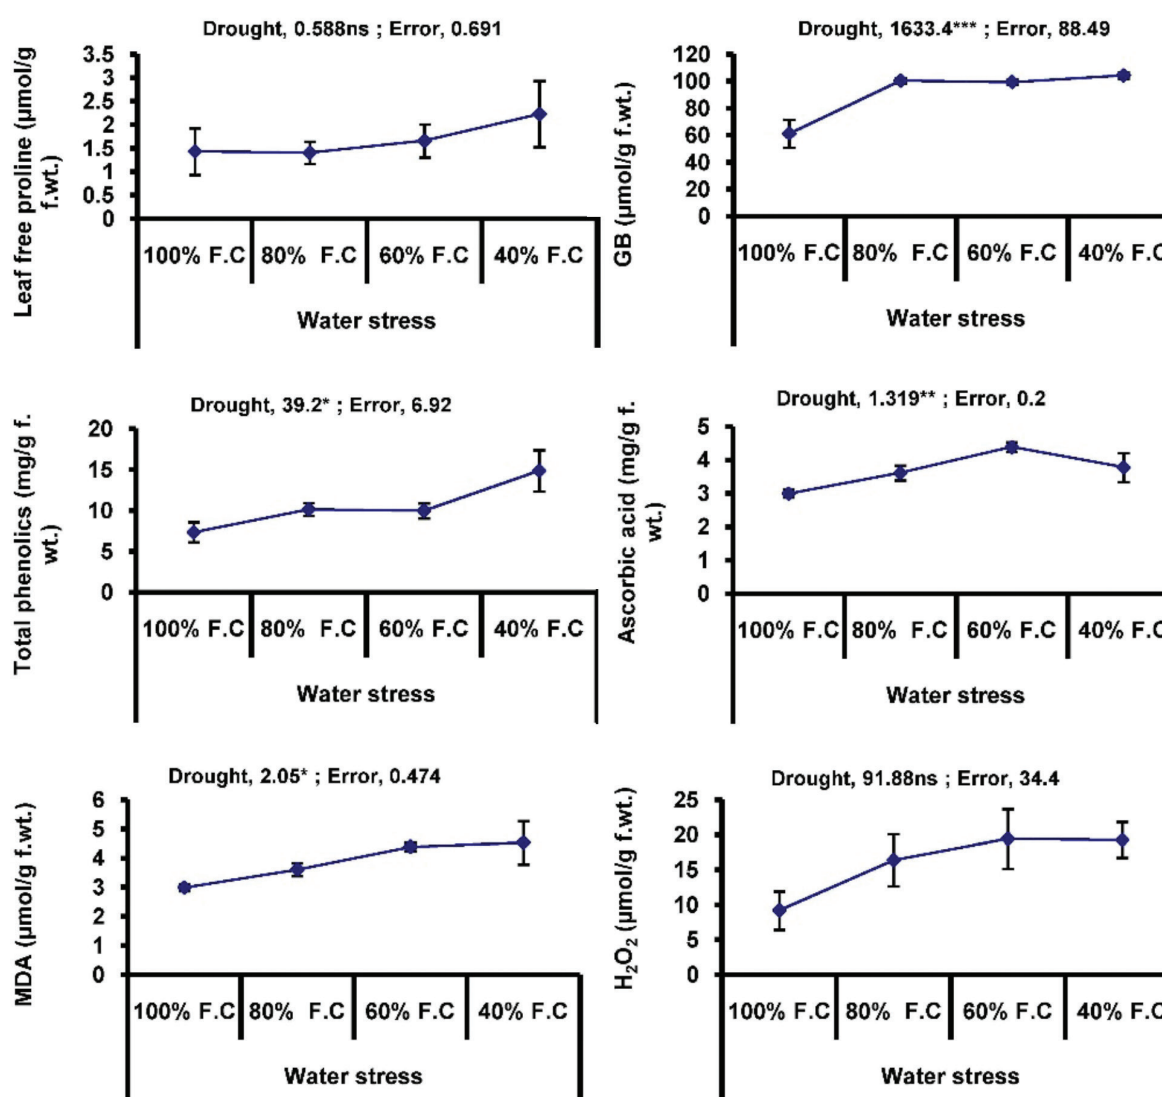 Drought, 0.588ns ; Error, 0.691
Leaf free proline (µmol/g
f.wt.)
3.5
3
2.5
2
1.5
1
0.5
0
100% F.C
80% F.C
60% F.C
40% F.C
Water stress
Drought, 1633.4*** ; Error, 88.49
GB (µmol/g f.wt.)
120
100
80
60
40
20
0
100% F.C
80% F.C
60% F.C
40% F.C
Water stress
Drought, 39.2* ; Error, 6.92
Total phenolics (mg/g f.
wt.)
20
15
10
5
0
100% F.C
80% F.C
60% F.C
40% F.C
Water stress
Drought, 1.319** ; Error, 0.2
Ascorbic acid (mg/g f.
wt.)
5
4
3
2
1
0
100% F.C
80% F.C
60% F.C
40% F.C
Water stress
Drought, 2.05* ; Error, 0.474
MDA (µmol/g f.wt.)
6
5
4
3
2
1
0
100% F.C
80% F.C
60% F.C
40% F.C
Water stress
Drought, 91.88ns ; Error, 34.4
H₂O₂ (µmol/g f.wt.)
25
20
15
10
5
0
100% F.C
80% F.C
60% F.C
40% F.C
Water stress